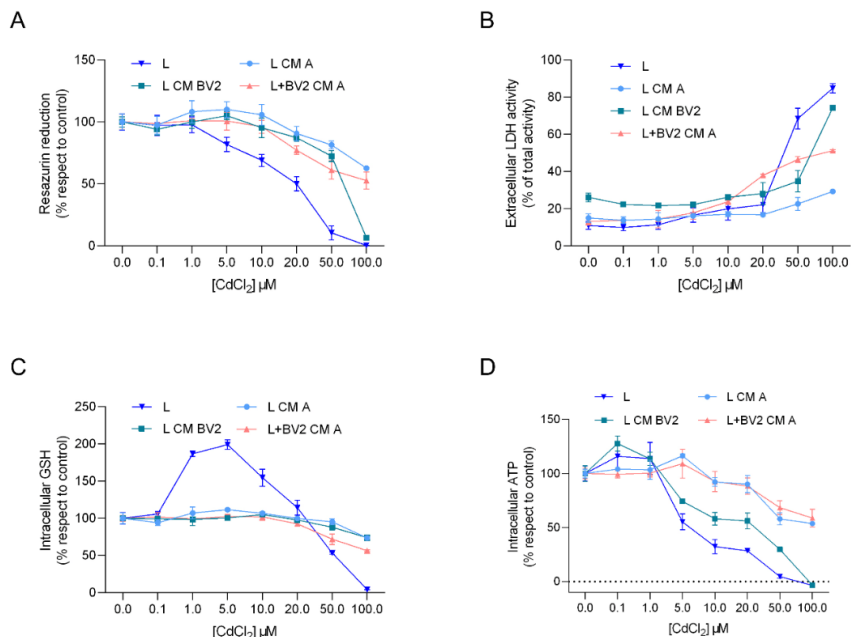 A
Resazurin reduction
(% respect to control)
150
100
50
0
L
L CM A
L CM BV2
L+BV2 CM A
0.0 0.1 1.0 5.0 10.0 20.0 50.0 100.0
[CdCl2] µM
B
Extracellular LDH activity
(% of total activity)
100
80
60
40
20
0
L
L CM A
L CM BV2
L+BV2 CM A
0.0 0.1 1.0 5.0 10.0 20.0 50.0 100.0
[CdCl2] µM
C
Intracellular GSH
(% respect to control)
250
200
150
100
50
0
L
L CM A
L CM BV2
L+BV2 CM A
0.0 0.1 1.0 5.0 10.0 20.0 50.0 100.0
[CdCl2] µM
D
Intracellular ATP
(% respect to control)
150
100
50
0
L
L CM A
L CM BV2
L+BV2 CM A
0.0 0.1 1.0 5.0 10.0 20.0 50.0 100.0
[CdCl2] µM